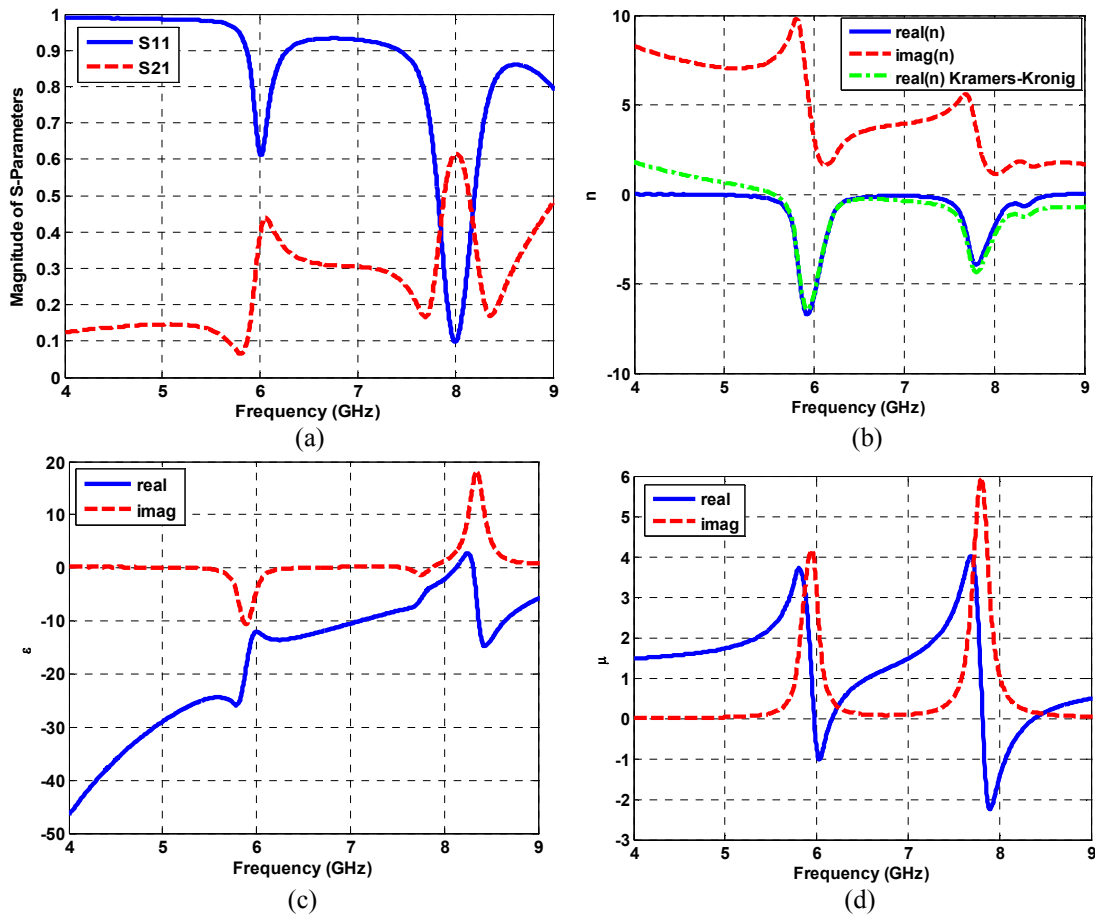 S11
S21
Magnitude of S-Parameters
1
0.9
0.8
0.7
0.6
0.5
0.4
0.3
0.2
0.1
0
4 5 6 7 8 9
Frequency (GHz)
(a)
real(n)
imag(n)
real(n) Kramers-Kronig
n
10
5
0
-5
-10
4 5 6 7 8 9
Frequency (GHz)
(b)
real
imag
ε
20
10
0
-10
-20
-30
-40
-50
4 5 6 7 8 9
Frequency (GHz)
(c)
real
imag
μ
6
5
4
3
2
1
0
-1
-2
-3
4 5 6 7 8 9
Frequency (GHz)
(d)